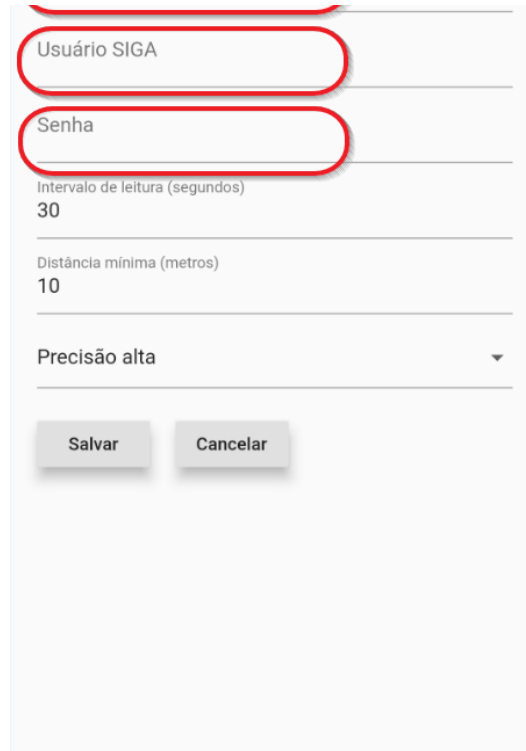 Usuário SIGA
Senha
Intervalo de leitura (segundos)
30
Distância mínima (metros)
10
Precisão alta
Salvar
Cancelar